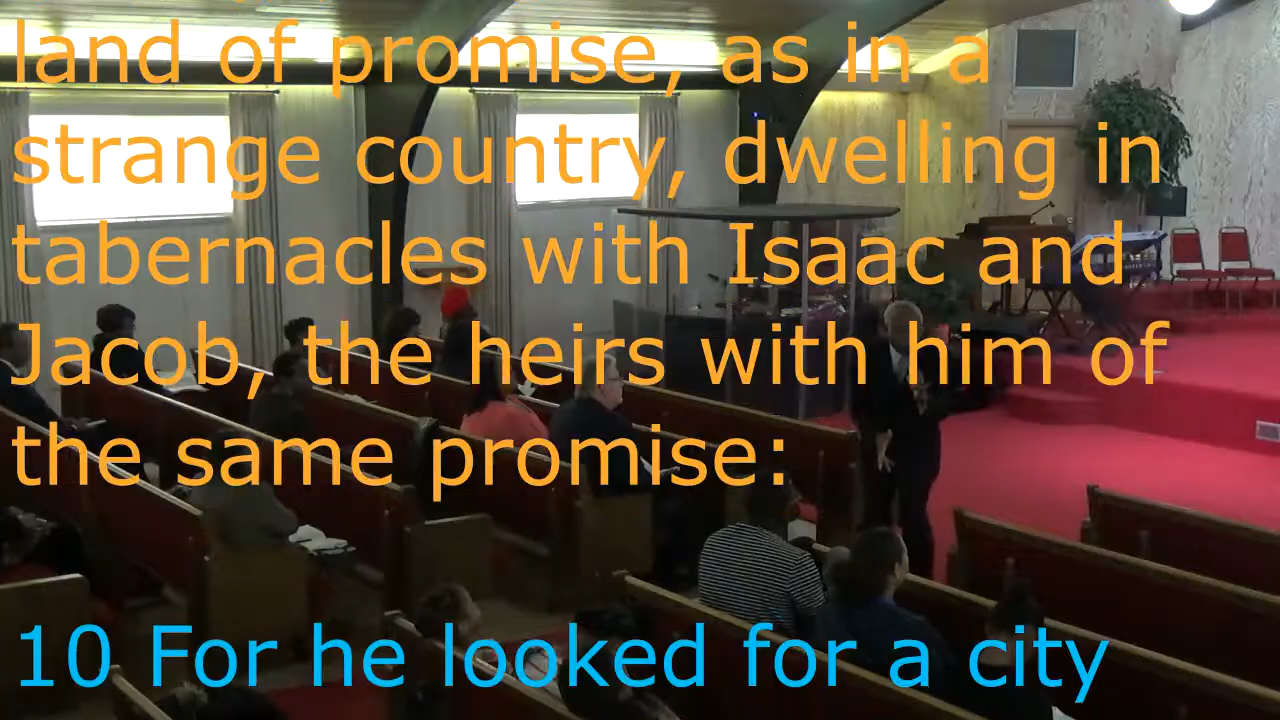 land of promise, as in a
strange country, dwelling in
tabernacles with Isaac and
Jacob, the heirs with him of
the same promise:
10 For he looked for a city